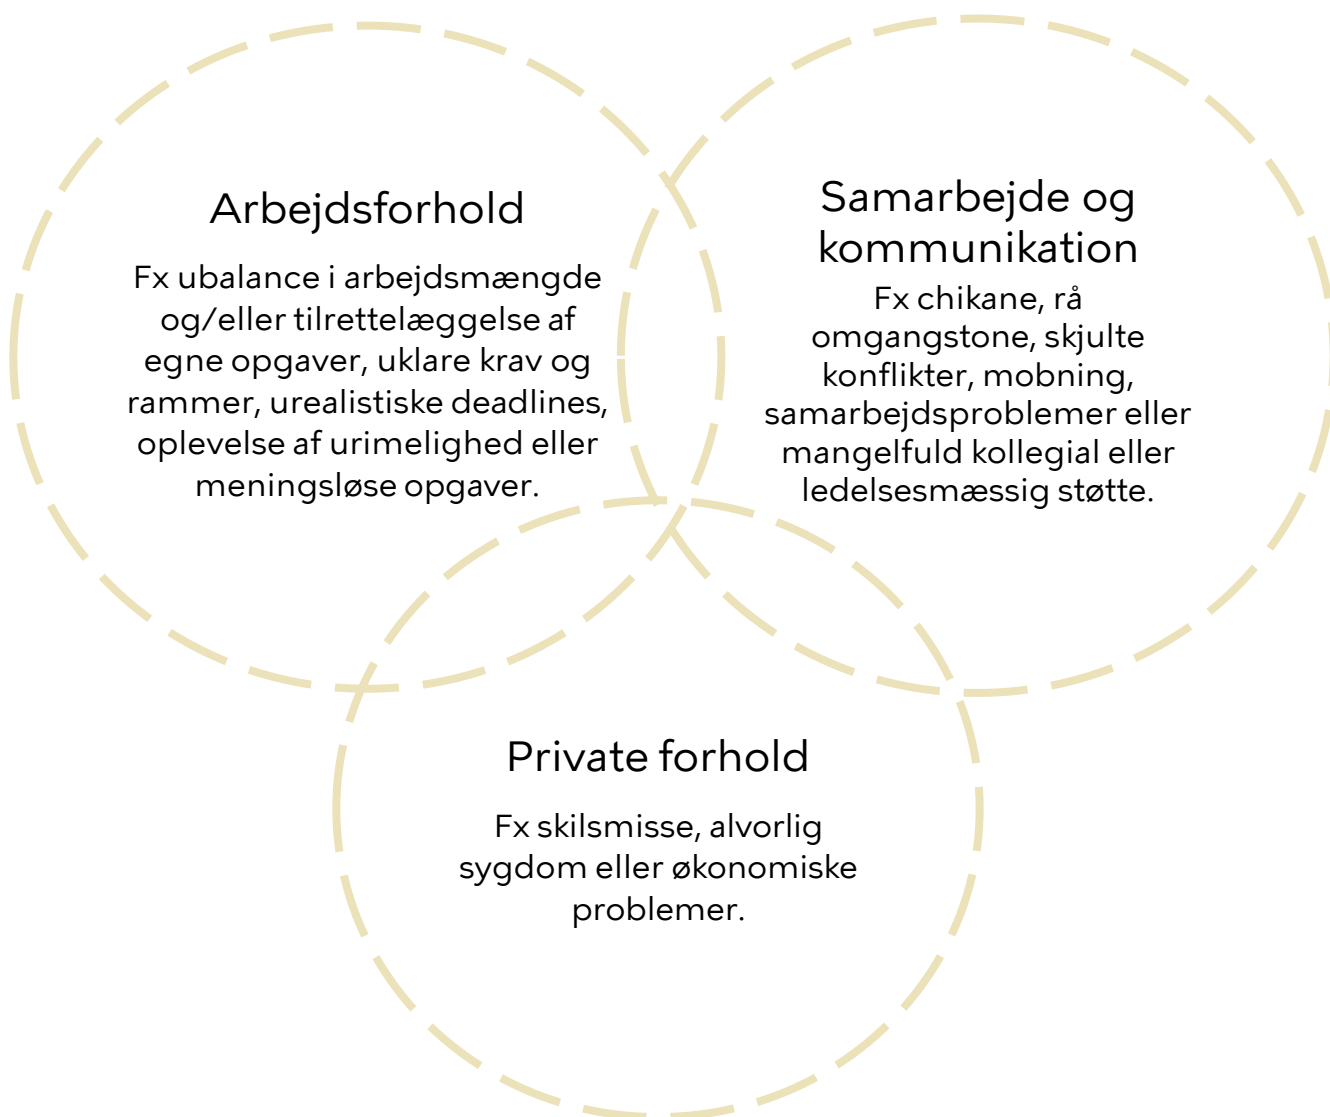 Arbejdsforhold
Fx ubalance i arbejdsmængde
og/eller tilrettelæggelse af
egne opgaver, uklare krav og
rammer, urealistiske deadlines,
oplevelse af urimelighed eller
meningsløse opgaver.
Samarbejde og
kommunikation
Fx chikane, rå
omgangstone, skjulte
konflikter, mobning,
samarbejdsproblemer eller
mangelfuld kollegial eller
ledelsesmæssig støtte.
Private forhold
Fx skilsmisse, alvorlig
sygdom eller økonomiske
problemer.